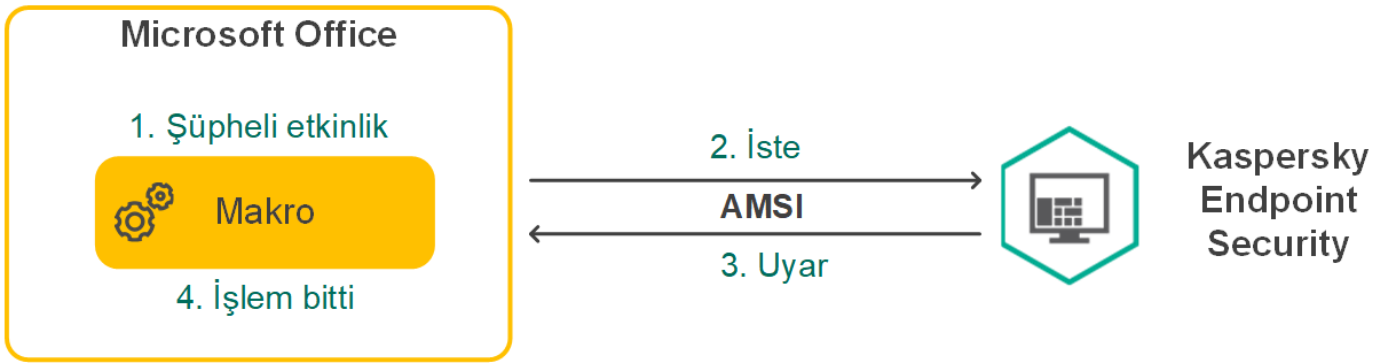 Microsoft Office
1. Şüpheli etkinlik
Makro
4. İşlem bitti
2. İste
AMSI
3. Uyar
Kaspersky
Endpoint
Security